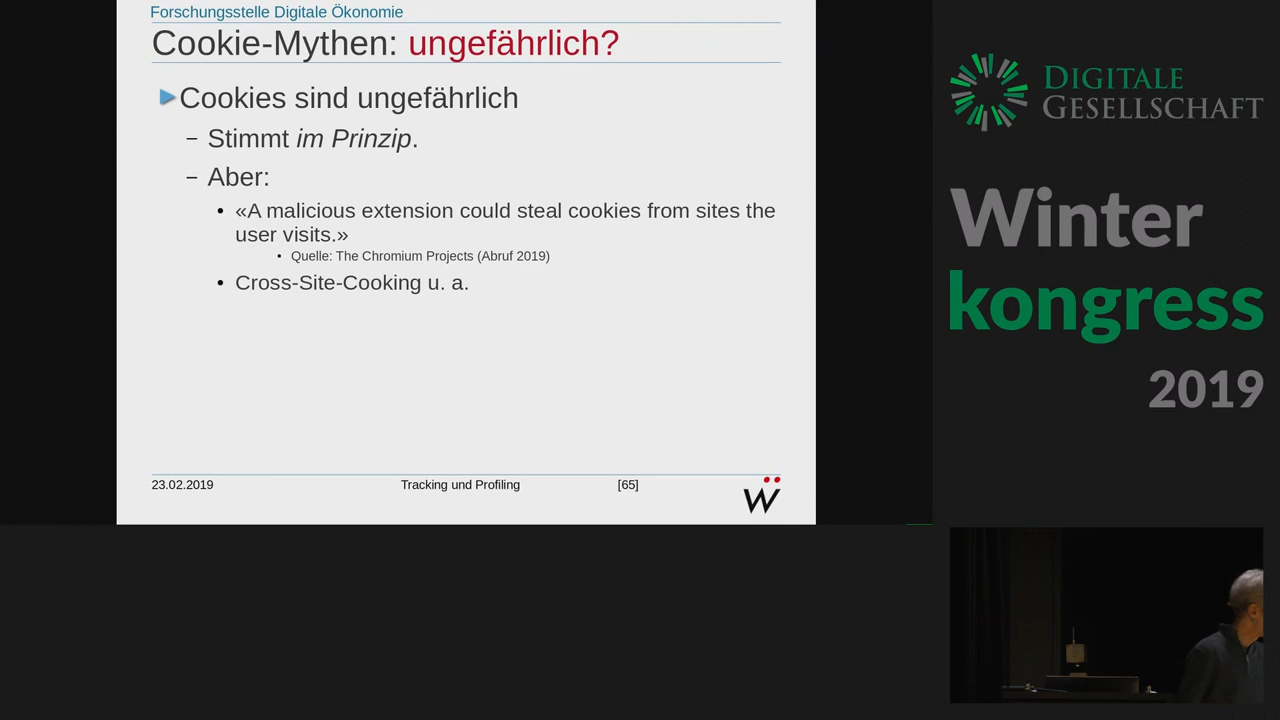 Forschungsstelle Digitale Ökonomie
Cookie-Mythen: ungefährlich?
Cookies sind ungefährlich
– Stimmt im Prinzip.
– Aber:
• «A malicious extension could steal cookies from sites the
user visits.»
• Quelle: The Chromium Projects (Abruf 2019)
• Cross-Site-Cooking u. a.
23.02.2019 Tracking und Profiling [65]
DIGITALE
GESELLSCHAFT
Winter
kongress
2019